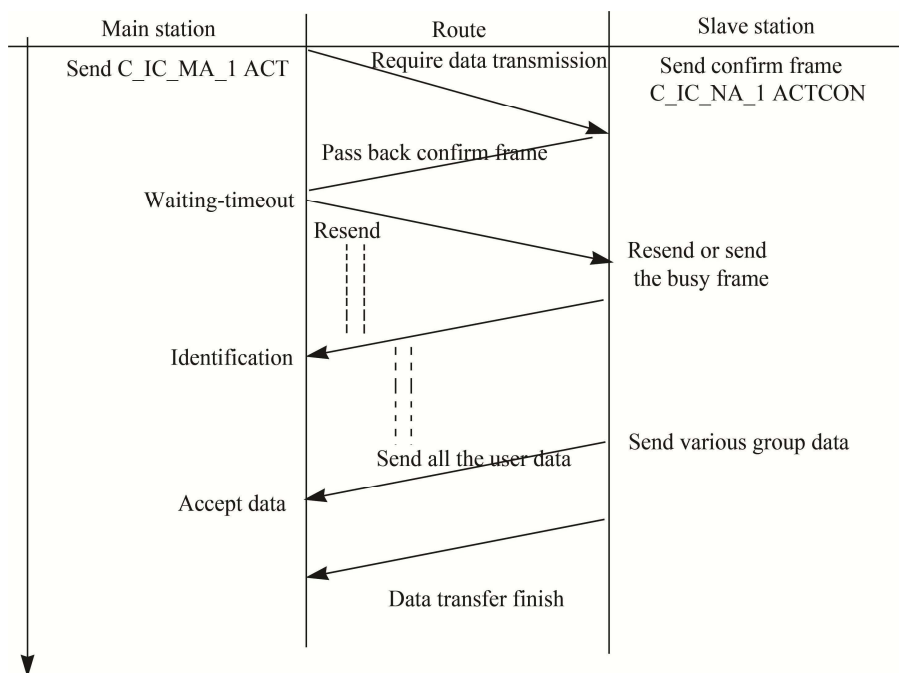 Main station
Route
Slave station
Send C_IC_MA_1 ACT
Require data transmission
Send confirm frame
C_IC_NA_1 ACTCON
Pass back confirm frame
Waiting-timeout
Resend
Resend or send
the busy frame
Identification
Send various group data
Send all the user data
Accept data
Data transfer finish